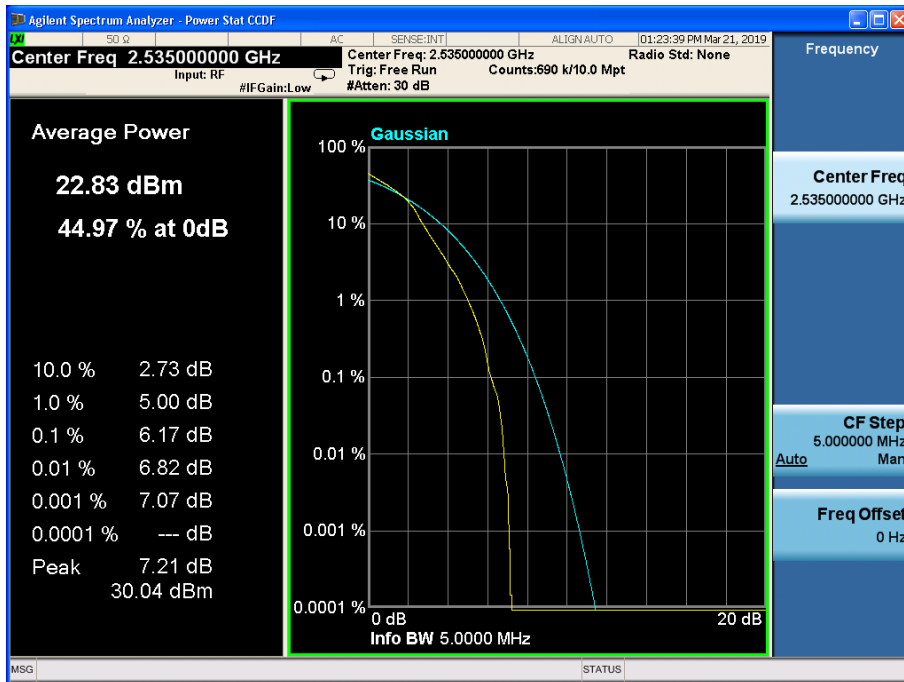 Agilent Spectrum Analyzer - Power Stat CCDF
LXI 50 Ω AC SENSE:INT ALIGN AUTO 01:23:39 PM Mar 21, 2019
Center Freq 2.535000000 GHz
Input: RF
#IFGain:Low
Center Freq: 2.535000000 GHz Radio Std: None
Trig: Free Run Counts:690 k/10.0 Mpt
#Atten: 30 dB
Average Power
22.83 dBm
44.97 % at 0dB
10.0 % 2.73 dB
1.0 % 5.00 dB
0.1 % 6.17 dB
0.01 % 6.82 dB
0.001 % 7.07 dB
0.0001 % --- dB
Peak 7.21 dB
30.04 dBm
Gaussian
100 %
10 %
1 %
0.1 %
0.01 %
0.001 %
0.0001 %
0 dB 20 dB
Info BW 5.0000 MHz
Frequency
Center Freq
2.535000000 GHz
CF Step
5.000000 MHz
Auto Man
Freq Offset
0 Hz
MSG STATUS